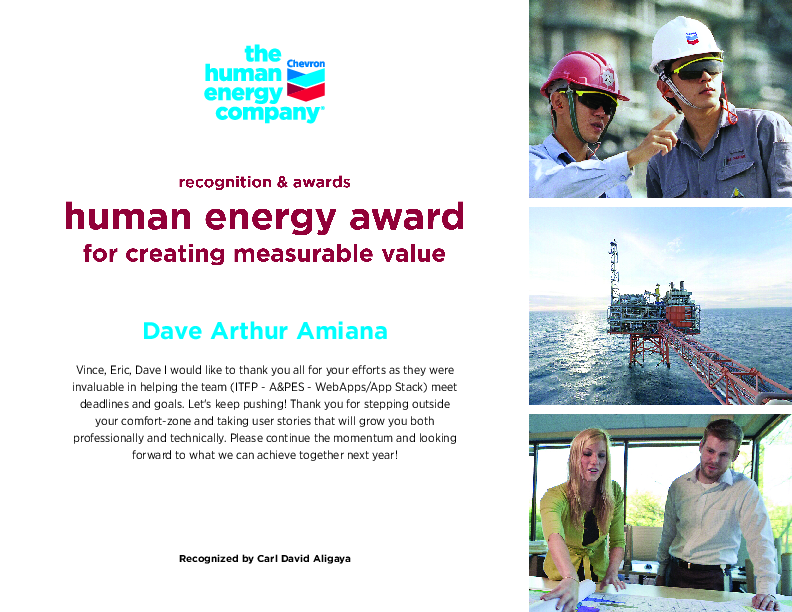 the
human
energy
company®
Chevron
recognition & awards
human energy award
for creating measurable value
Dave Arthur Amiana
Vince, Eric, Dave I would like to thank you all for your efforts as they were
invaluable in helping the team (ITFP - A&PES - WebApps/App Stack) meet
deadlines and goals. Let's keep pushing! Thank you for stepping outside
your comfort-zone and taking user stories that will grow you both
professionally and technically. Please continue the momentum and looking
forward to what we can achieve together next year!
Recognized by Carl David Aligaya